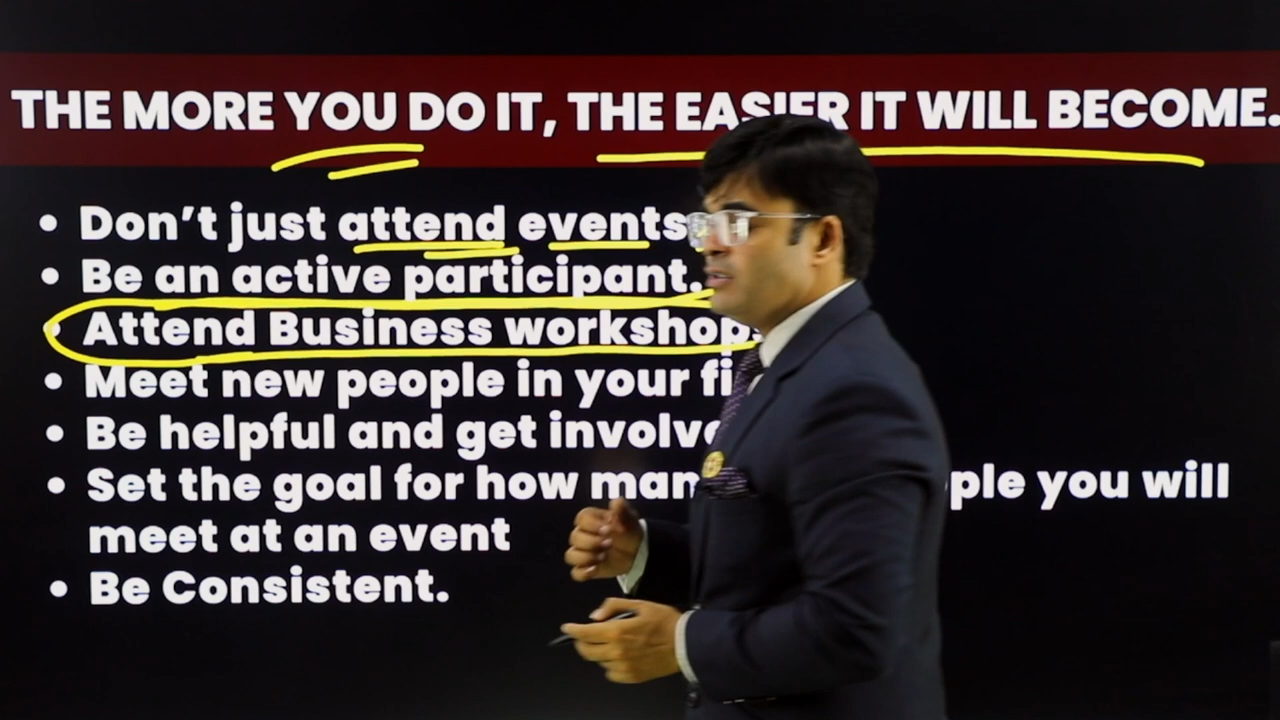 THE MORE YOU DO IT, THE EASIER IT WILL BECOME.
• Don't just attend events
• Be an active participant.
• Attend Business workshops
• Meet new people in your
• Be helpful and get
• Set the goal for how you will
meet at an event
• Be Consistent.